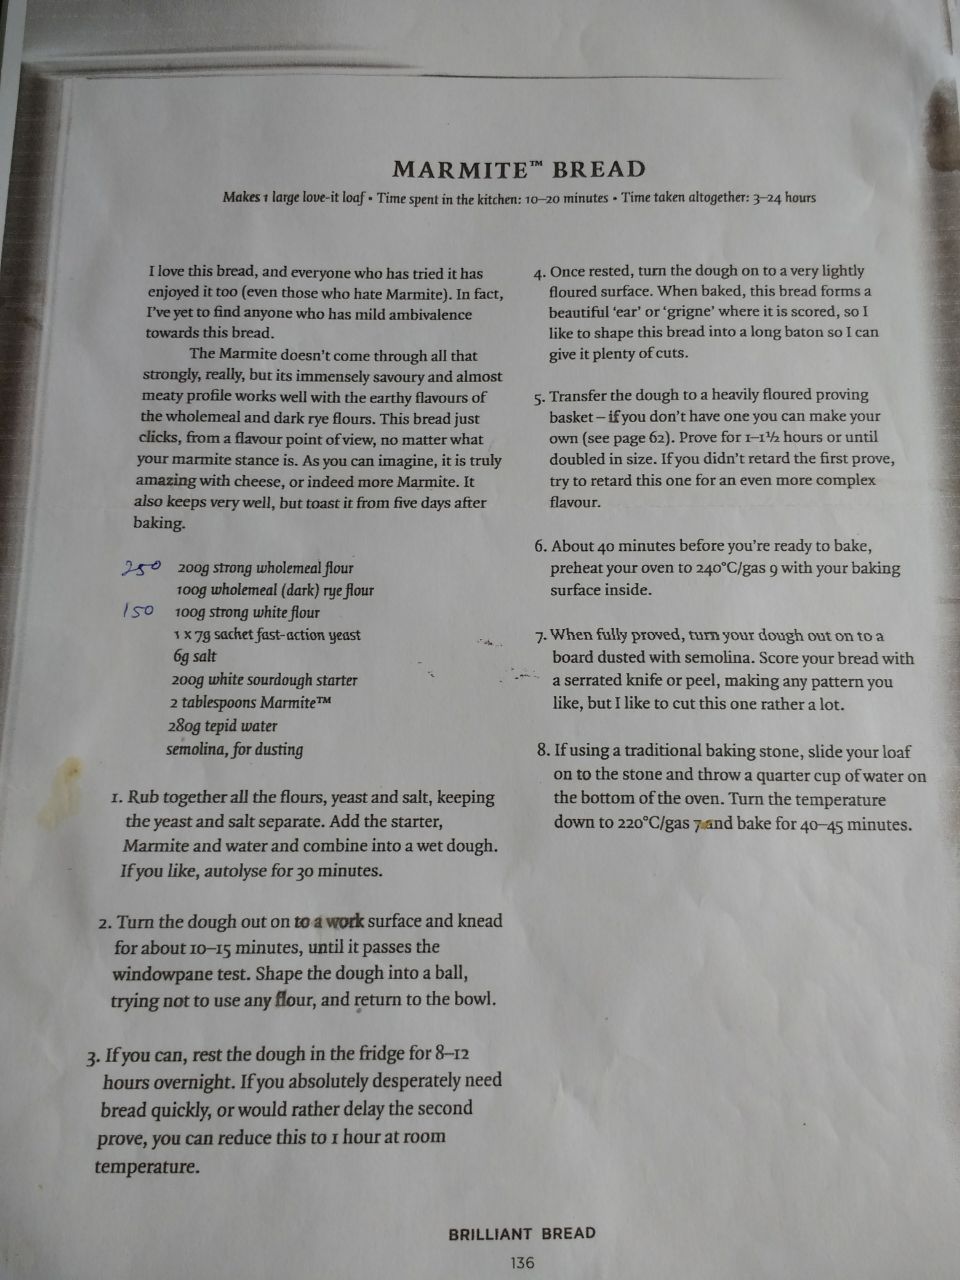 MARMITE™ BREAD
Makes 1 large love-it loaf • Time spent in the kitchen: 10–20 minutes • Time taken altogether: 3–24 hours
I love this bread, and everyone who has tried it has
enjoyed it too (even those who hate Marmite). In fact,
I've yet to find anyone who has mild ambivalence
towards this bread.
The Marmite doesn't come through all that
strongly, really, but its immensely savoury and almost
meaty profile works well with the earthy flavours of
the wholemeal and dark rye flours. This bread just
clicks, from a flavour point of view, no matter what
your marmite stance is. As you can imagine, it is truly
amazing with cheese, or indeed more Marmite. It
also keeps very well, but toast it from five days after
baking.
250 200g strong wholemeal flour
100g wholemeal (dark) rye flour
150 100g strong white flour
1 x 7g sachet fast-action yeast
6g salt
200g white sourdough starter
2 tablespoons Marmite™
280g tepid water
semolina, for dusting
1. Rub together all the flours, yeast and salt, keeping
the yeast and salt separate. Add the starter,
Marmite and water and combine into a wet dough.
If you like, autolyse for 30 minutes.
2. Turn the dough out on to a work surface and knead
for about 10–15 minutes, until it passes the
windowpane test. Shape the dough into a ball,
trying not to use any flour, and return to the bowl.
3. If you can, rest the dough in the fridge for 8–12
hours overnight. If you absolutely desperately need
bread quickly, or would rather delay the second
prove, you can reduce this to 1 hour at room
temperature.
4. Once rested, turn the dough on to a very lightly
floured surface. When baked, this bread forms a
beautiful 'ear' or 'grigne' where it is scored, so I
like to shape this bread into a long baton so I can
give it plenty of cuts.
5. Transfer the dough to a heavily floured proving
basket – if you don't have one you can make your
own (see page 62). Prove for 1–1½ hours or until
doubled in size. If you didn't retard the first prove,
try to retard this one for an even more complex
flavour.
6. About 40 minutes before you're ready to bake,
preheat your oven to 240°C/gas 9 with your baking
surface inside.
7. When fully proved, turn your dough out on to a
board dusted with semolina. Score your bread with
a serrated knife or peel, making any pattern you
like, but I like to cut this one rather a lot.
8. If using a traditional baking stone, slide your loaf
on to the stone and throw a quarter cup of water on
the bottom of the oven. Turn the temperature
down to 220°C/gas 7 and bake for 40–45 minutes.
BRILLIANT BREAD
136